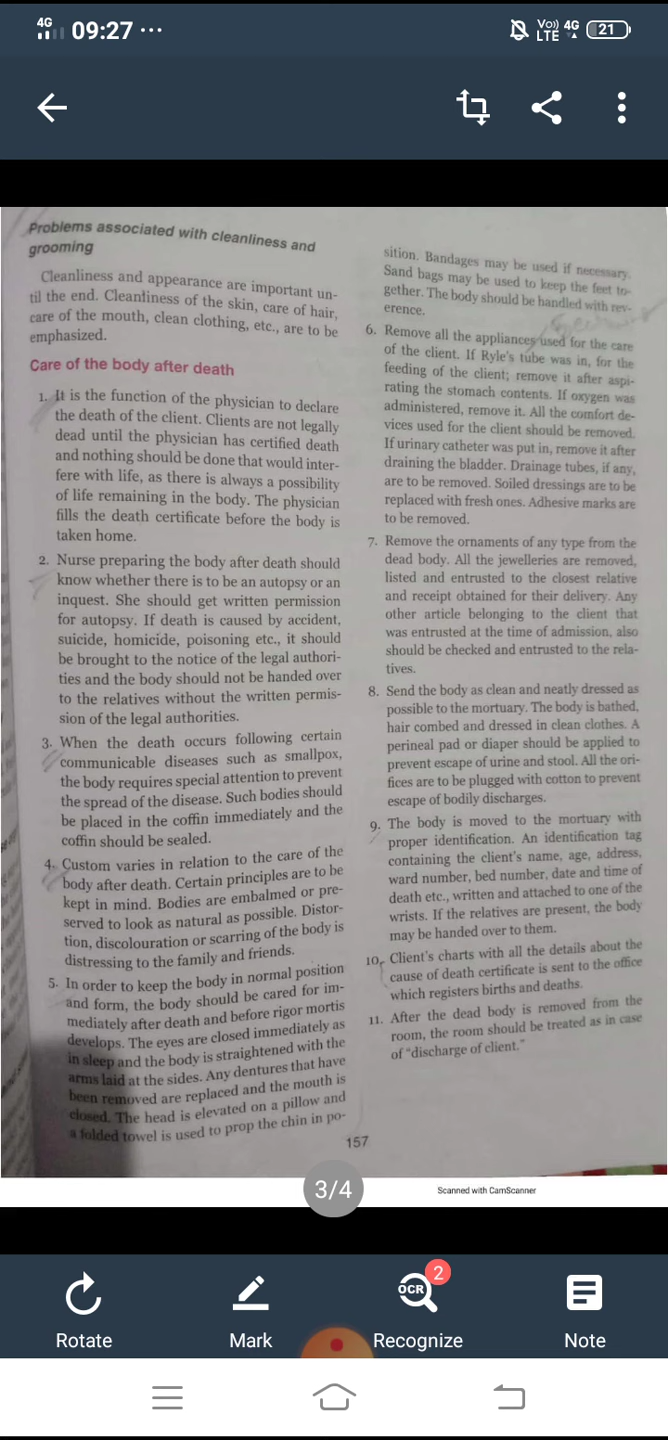 4G 09:27 ...
Vo)) LTE 4G 21
Problems associated with cleanliness and
grooming
Cleanliness and appearance are important un-
til the end. Cleanliness of the skin, care of hair,
care of the mouth, clean clothing, etc., are to be
emphasized.
Care of the body after death
1. It is the function of the physician to declare
the death of the client. Clients are not legally
dead until the physician has certified death
and nothing should be done that would inter-
fere with life, as there is always a possibility
of life remaining in the body. The physician
fills the death certificate before the body is
taken home.
2. Nurse preparing the body after death should
know whether there is to be an autopsy or an
inquest. She should get written permission
for autopsy. If death is caused by accident,
suicide, homicide, poisoning etc., it should
be brought to the notice of the legal authori-
ties and the body should not be handed over
to the relatives without the written permis-
sion of the legal authorities.
3. When the death occurs following certain
communicable diseases such as smallpox,
the body requires special attention to prevent
the spread of the disease. Such bodies should
be placed in the coffin immediately and the
coffin should be sealed.
4. Custom varies in relation to the care of the
body after death. Certain principles are to be
kept in mind. Bodies are embalmed or pre-
served to look as natural as possible. Distor-
tion, discolouration or scarring of the body is
distressing to the family and friends.
5. In order to keep the body in normal position
and form, the body should be cared for im-
mediately after death and before rigor mortis
develops. The eyes are closed immediately as
in sleep and the body is straightened with the
arms laid at the sides. Any dentures that have
been removed are replaced and the mouth is
closed. The head is elevated on a pillow and
a folded towel is used to prop the chin in po-
sition. Bandages may be used if necessary.
Sand bags may be used to keep the feet to-
gether. The body should be handled with rev-
erence.
6. Remove all the appliances used for the care
of the client. If Ryle's tube was in, for the
feeding of the client; remove it after aspi-
rating the stomach contents. If oxygen was
administered, remove it. All the comfort de-
vices used for the client should be removed.
If urinary catheter was put in, remove it after
draining the bladder. Drainage tubes, if any,
are to be removed. Soiled dressings are to be
replaced with fresh ones. Adhesive marks are
to be removed.
7. Remove the ornaments of any type from the
dead body. All the jewelleries are removed,
listed and entrusted to the closest relative
and receipt obtained for their delivery. Any
other article belonging to the client that
was entrusted at the time of admission, also
should be checked and entrusted to the rela-
tives.
8. Send the body as clean and neatly dressed as
possible to the mortuary. The body is bathed,
hair combed and dressed in clean clothes. A
perineal pad or diaper should be applied to
prevent escape of urine and stool. All the ori-
fices are to be plugged with cotton to prevent
escape of bodily discharges.
9. The body is moved to the mortuary with
proper identification. An identification tag
containing the client's name, age, address,
ward number, bed number, date and time of
death etc., written and attached to one of the
wrists. If the relatives are present, the body
may be handed over to them.
10. Client's charts with all the details about the
cause of death certificate is sent to the office
which registers births and deaths.
11. After the dead body is removed from the
room, the room should be treated as in case
of "discharge of client."
157
3/4
Scanned with CamScanner
OCR 2
Rotate Mark Recognize Note